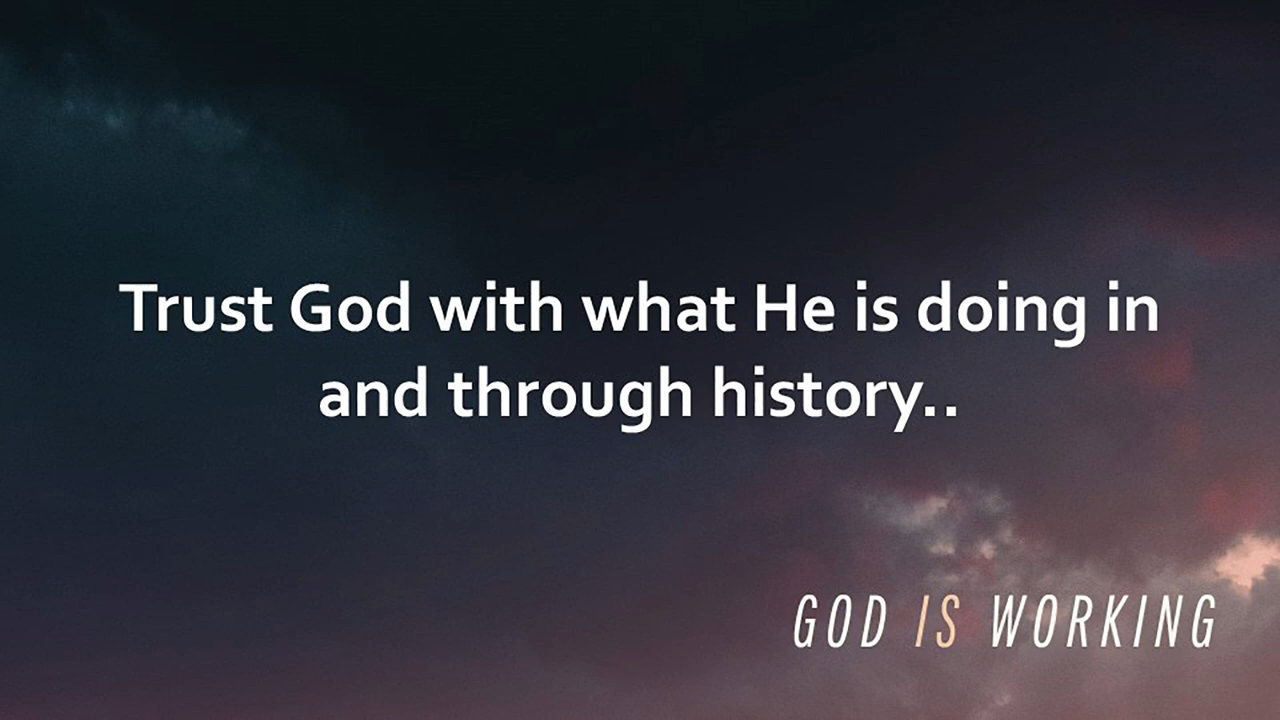 Trust God with what He is doing in
and through history..
GOD IS WORKING